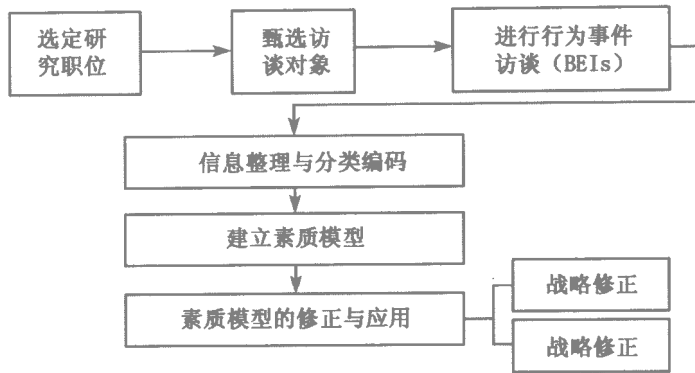 选定研
究职位
甄选访
谈对象
进行行为事件
访谈（BEIs）
信息整理与分类编码
建立素质模型
素质模型的修正与应用
战略修正
战略修正